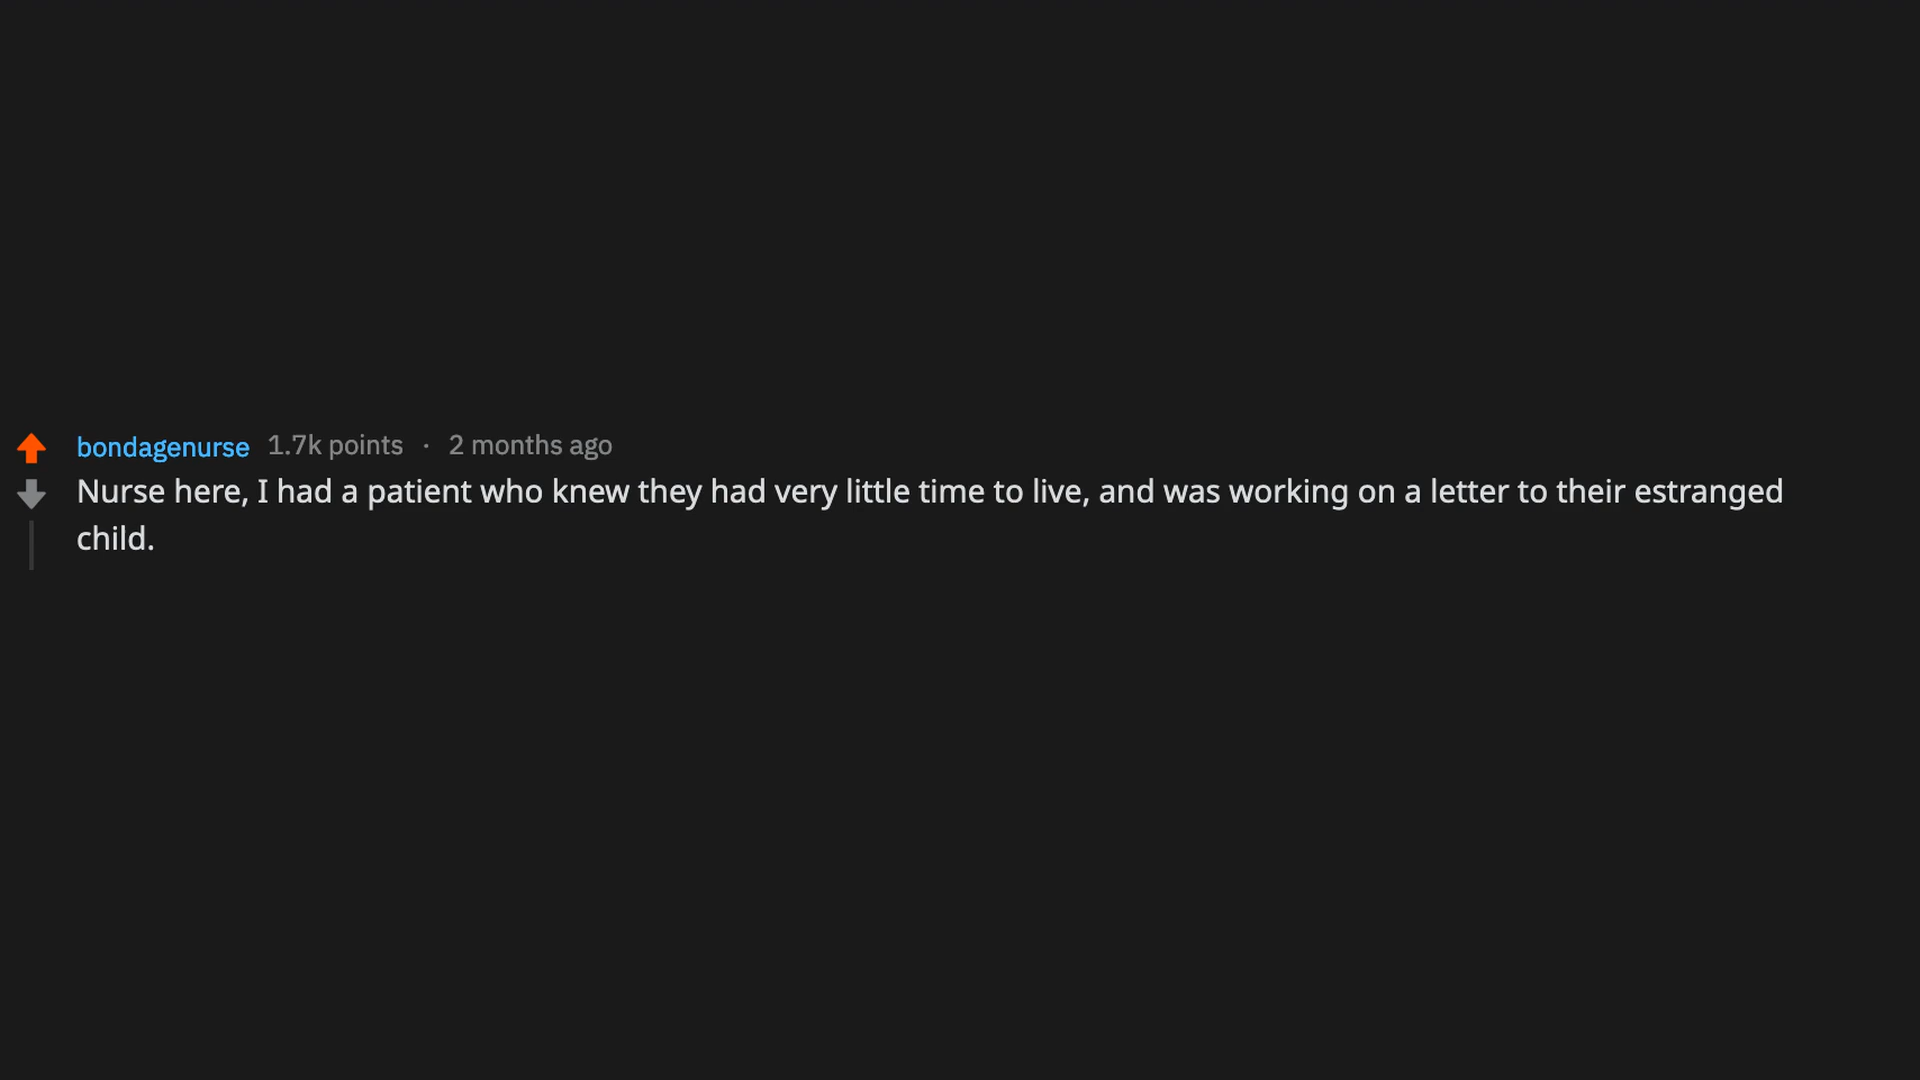 bondagenurse 1.7k points · 2 months ago
Nurse here, I had a patient who knew they had very little time to live, and was working on a letter to their estranged
child.